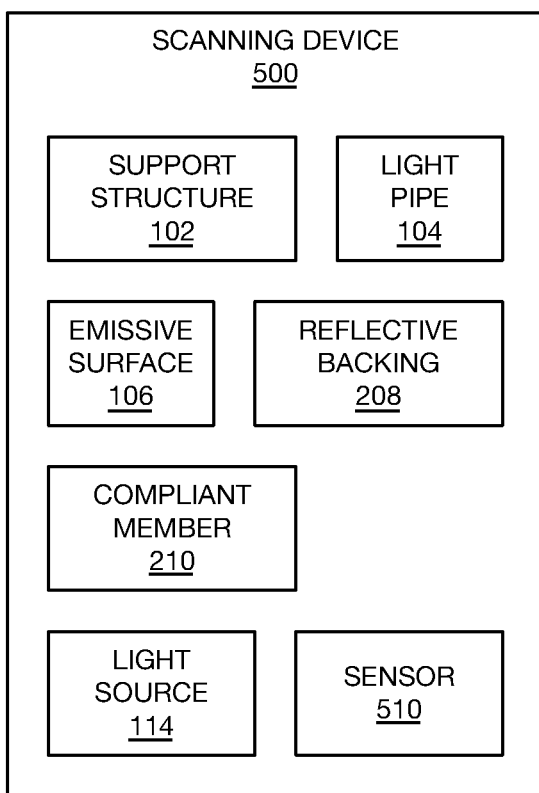 SCANNING DEVICE
500
SUPPORT
STRUCTURE
102
LIGHT
PIPE
104
EMISSIVE
SURFACE
106
REFLECTIVE
BACKING
208
COMPLIANT
MEMBER
210
LIGHT
SOURCE
114
SENSOR
510